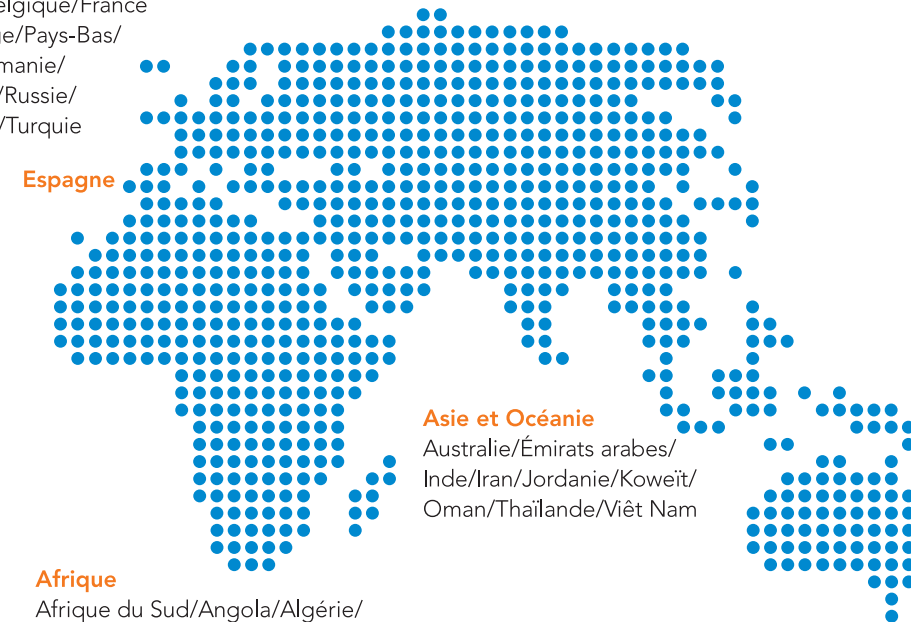 elgique/France
ge/Pays-Bas/
manie/
/Russie/
/Turquie
Espagne
Asie et Océanie
Australie/Émirats arabes/
Inde/Iran/Jordanie/Koweït/
Oman/Thaïlande/Viêt Nam
Afrique
Afrique du Sud/Angola/Algérie/